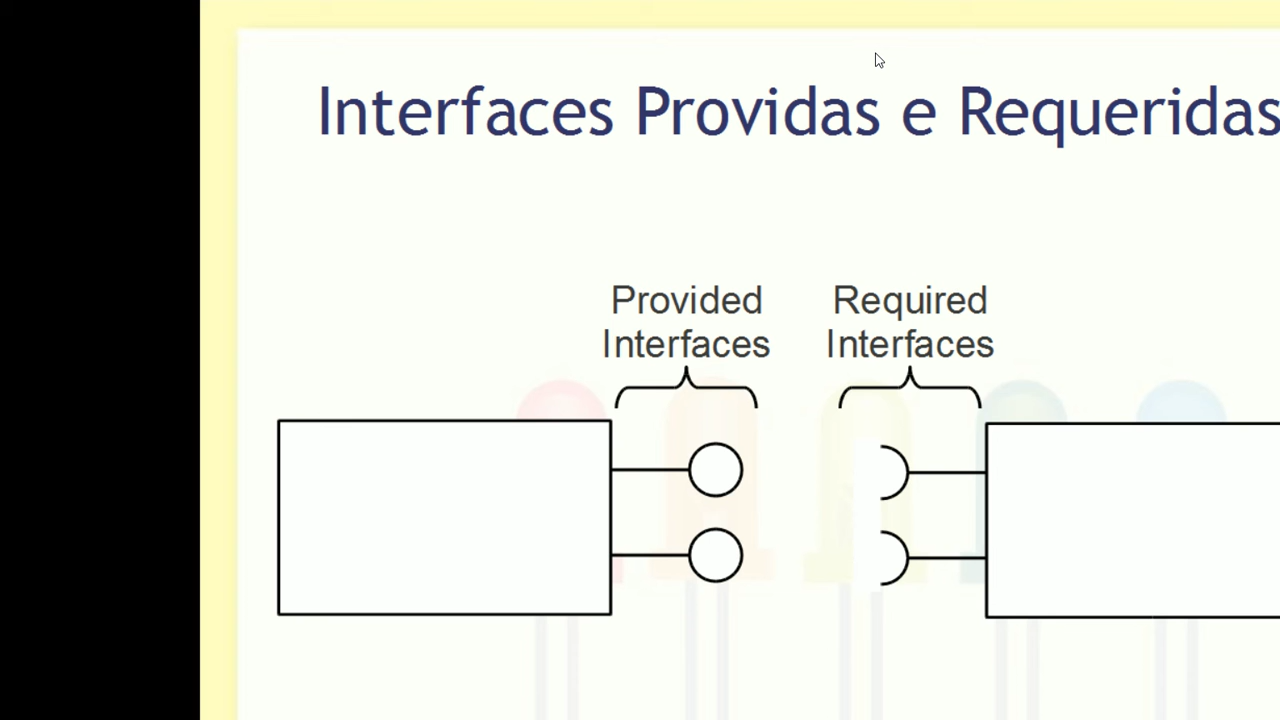 Interfaces Providas e Requeridas
Provided
Interfaces
Required
Interfaces